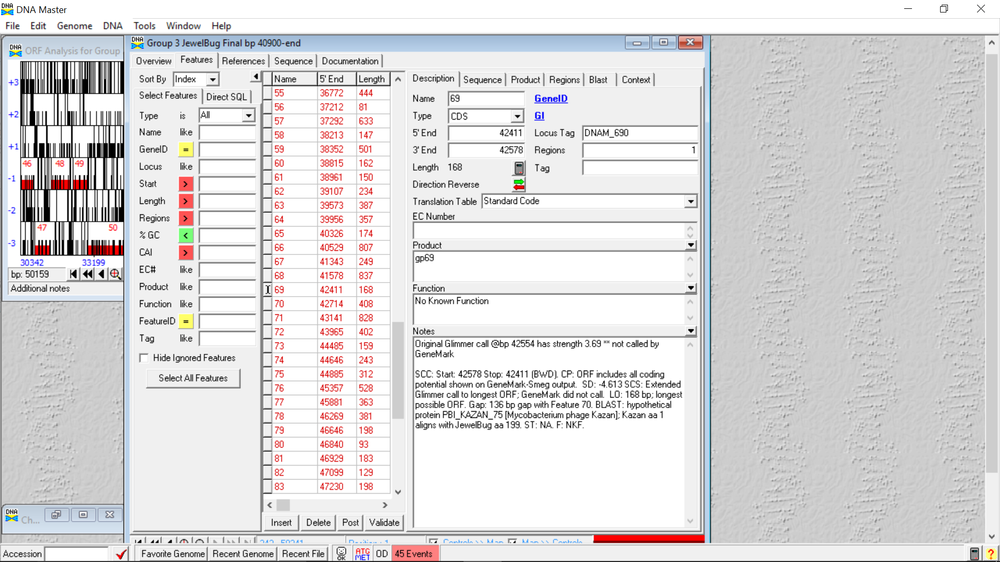 DNA Master
File Edit Genome DNA Tools Window Help
ORF Analysis for Group
+3
+2
+1
46 48 49
-1
-2
47 50
-3
30342 33199
bp: 50159
Additional notes
Ch...
Group 3 JewelBug Final bp 40900-end
Overview Features References Sequence Documentation
Sort By Index
Select Features Direct SQL
Type is All
Name like
GeneID =
Locus like
Start >
Length >
Regions >
% GC <
CAI >
EC# like
Product like
Function like
FeatureID =
Tag like
Hide Ignored Features
Select All Features
Name 5' End Length
55 36772 444
56 37212 81
57 37292 633
58 38213 147
59 38352 501
60 38815 162
61 38961 150
62 39107 234
63 39573 387
64 39956 357
65 40326 174
66 40529 807
67 41343 249
68 41578 837
69 42411 168
70 42714 408
71 43141 828
72 43965 402
73 44485 159
74 44646 243
75 44885 312
76 45357 528
77 45881 363
78 46269 381
79 46646 198
80 46840 93
81 46929 183
82 47099 129
83 47230 198
Insert Delete Post Validate
Description Sequence Product Regions Blast Context
Name 69 GeneID
Type CDS GI
5' End 42411 Locus Tag DNAM_690
3' End 42578 Regions 1
Length 168 Tag
Direction Reverse
Translation Table Standard Code
EC Number
Product
gp69
Function
No Known Function
Notes
Original Glimmer call @bp 42554 has strength 3.69 ** not called by
GeneMark
SCC: Start: 42578 Stop: 42411 (BWD). CP: ORF includes all coding
potential shown on GeneMark-Smeg output. SD: -4.613 SCS: Extended
Glimmer call to longest ORF; GeneMark did not call. LO: 168 bp; longest
possible ORF. Gap: 136 bp gap with Feature 70. BLAST: hypothetical
protein PBI_KAZAN_75 [Mycobacterium phage Kazan]; Kazan aa 1
aligns with JewelBug aa 199. ST: NA. F: NKF.
Controls >> Map Map >> Controls
Accession Favorite Genome Recent Genome Recent File OK ATG MET OD 45 Events